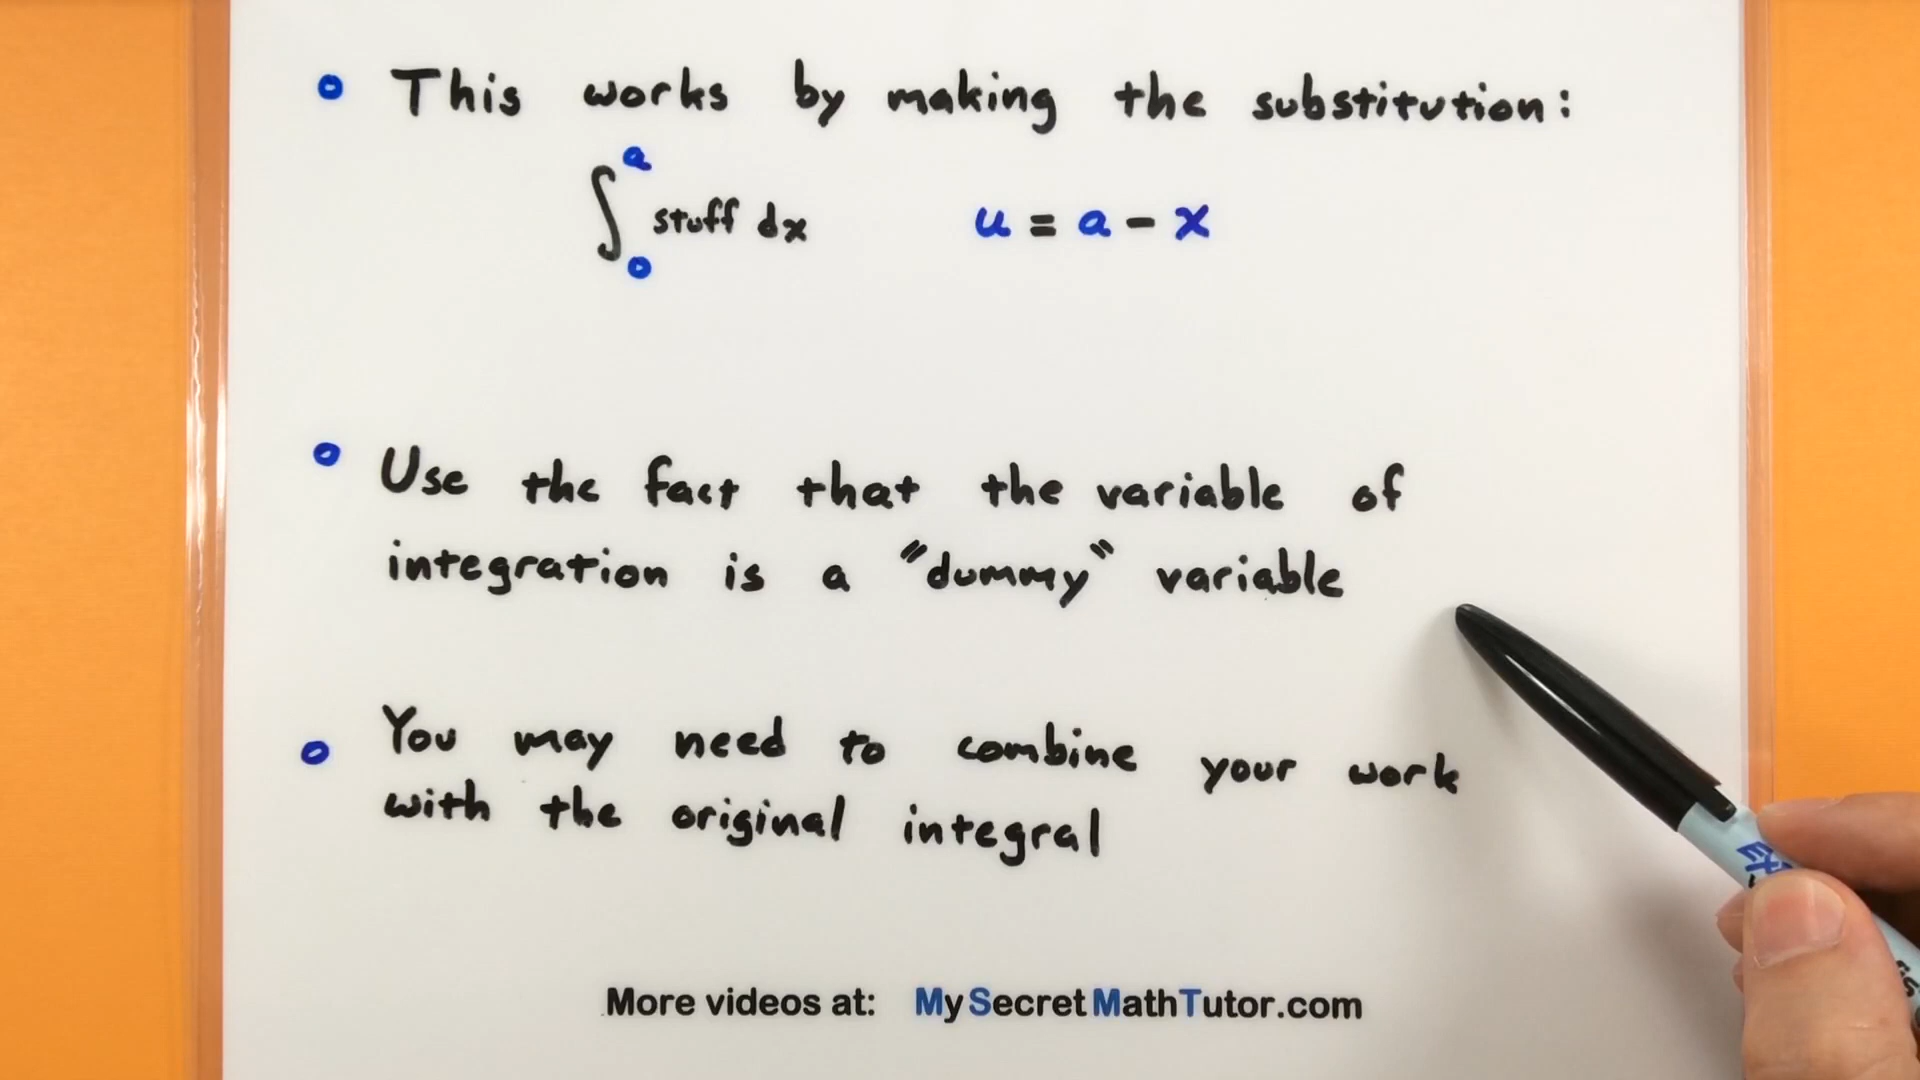 This works by making the substitution:
∫₀ᵃ stuff dx u = a - x
Use the fact that the variable of
integration is a "dummy" variable
You may need to combine your work
with the original integral
More videos at: MySecretMathTutor.com